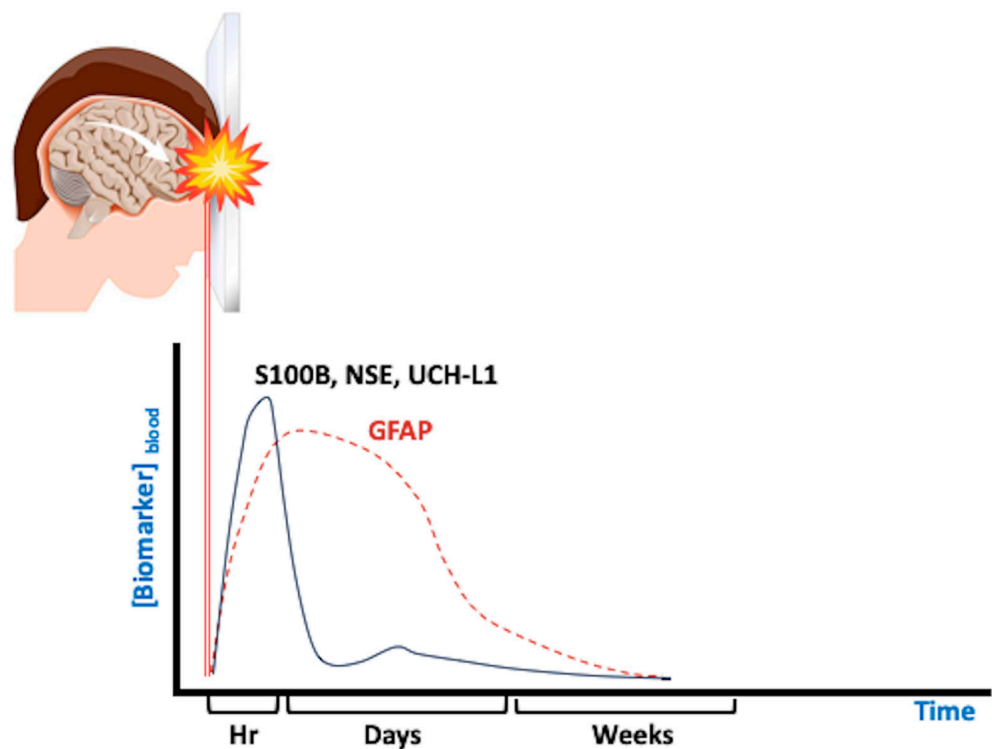 S100B, NSE, UCH-L1
GFAP
[Biomarker] blood
Hr
Days
Weeks
Time